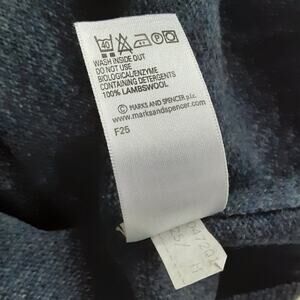 40 P
WASH INSIDE OUT
DO NOT USE
BIOLOGICAL/ENZYME
CONTAINING DETERGENTS
100% LAMBSWOOL
© MARKS AND SPENCER p.l.c.
www.marksandspencer.com
F25